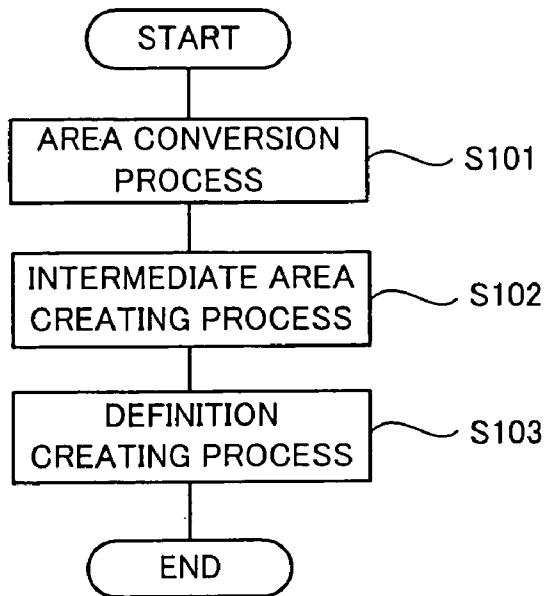 START
AREA CONVERSION
PROCESS
S101
INTERMEDIATE AREA
CREATING PROCESS
S102
DEFINITION
CREATING PROCESS
S103
END